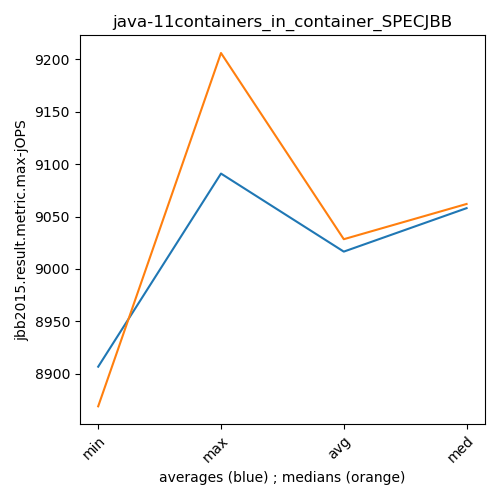 java-11containers_in_container_SPECJBB
jbb2015.result.metric.max-jOPS
9200
9150
9100
9050
9000
8950
8900
min
max
avg
med
averages (blue) ; medians (orange)